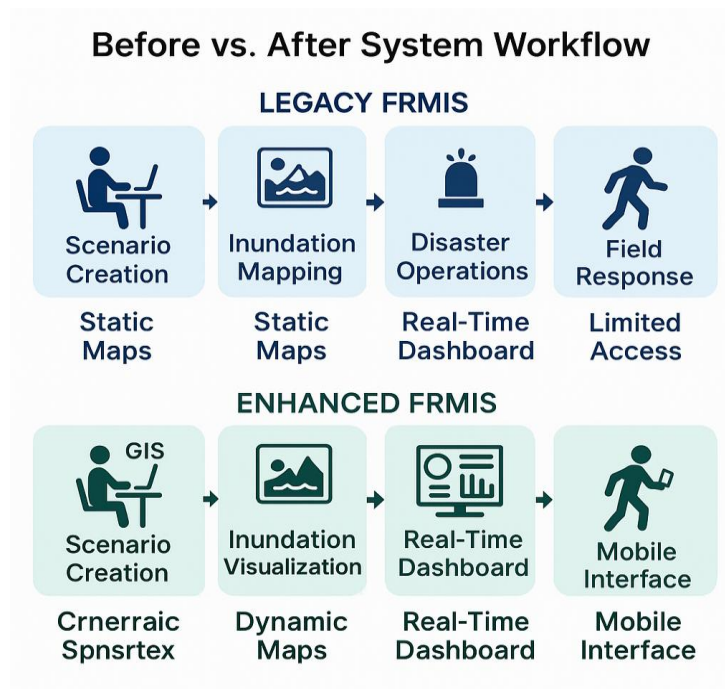 Before vs. After System Workflow
LEGACY FRMIS
Scenario
Creation
Inundation
Mapping
Disaster
Operations
Field
Response
Static
Maps
Static
Maps
Real-Time
Dashboard
Limited
Access
ENHANCED FRMIS
GIS
Scenario
Creation
Inundation
Visualization
Real-Time
Dashboard
Mobile
Interface
Crnerraic
Spnsrtex
Dynamic
Maps
Real-Time
Dashboard
Mobile
Interface